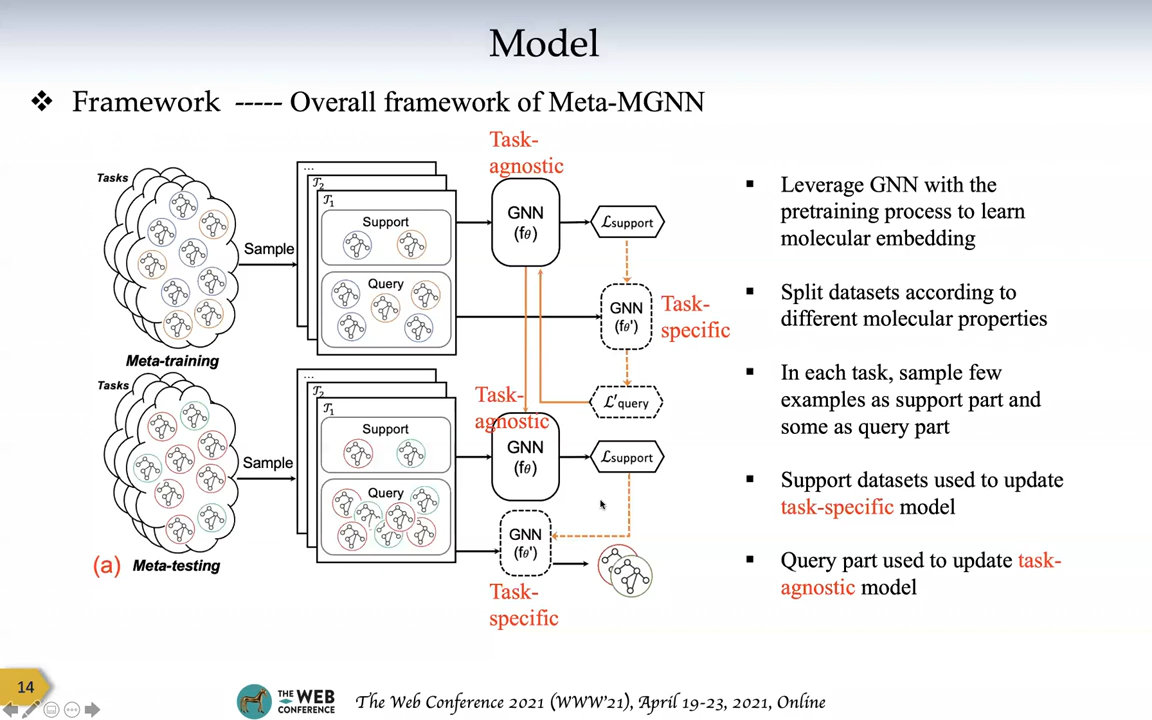 Model
❖ Framework ----- Overall framework of Meta-MGNN
Task-
agnostic
Tasks
...
𝒯2
𝒯1
Support
Query
Sample
GNN
(fθ)
ℒsupport
GNN
(fθ')
Task-
specific
ℒ'query
Meta-training
Tasks
...
𝒯2
𝒯1
Support
Query
Sample
Task-
agnostic
GNN
(fθ)
ℒsupport
GNN
(fθ')
Task-
specific
(a) Meta-testing
▪ Leverage GNN with the
pretraining process to learn
molecular embedding
▪ Split datasets according to
different molecular properties
▪ In each task, sample few
examples as support part and
some as query part
▪ Support datasets used to update
task-specific model
▪ Query part used to update task-
agnostic model
14
THE WEB
CONFERENCE
The Web Conference 2021 (WWW'21), April 19-23, 2021, Online